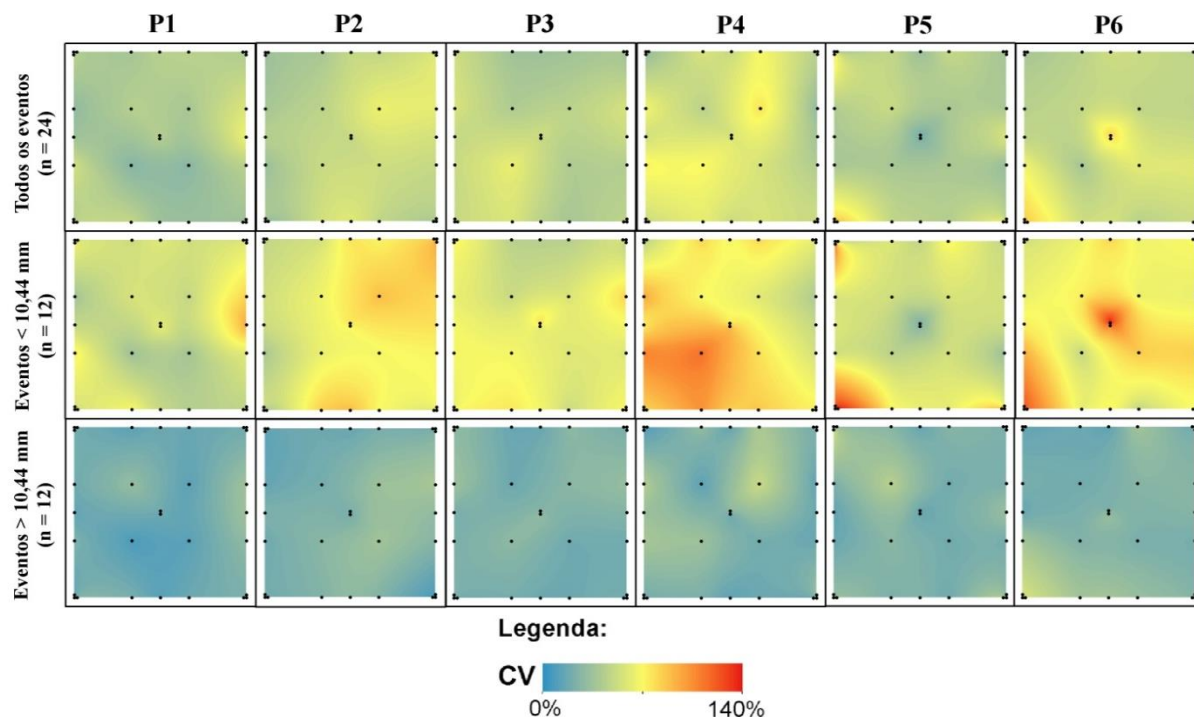 P1 P2 P3 P4 P5 P6
Todos os eventos
(n = 24)
Eventos < 10,44 mm
(n = 12)
Eventos > 10,44 mm
(n = 12)
Legenda:
CV
0% 140%